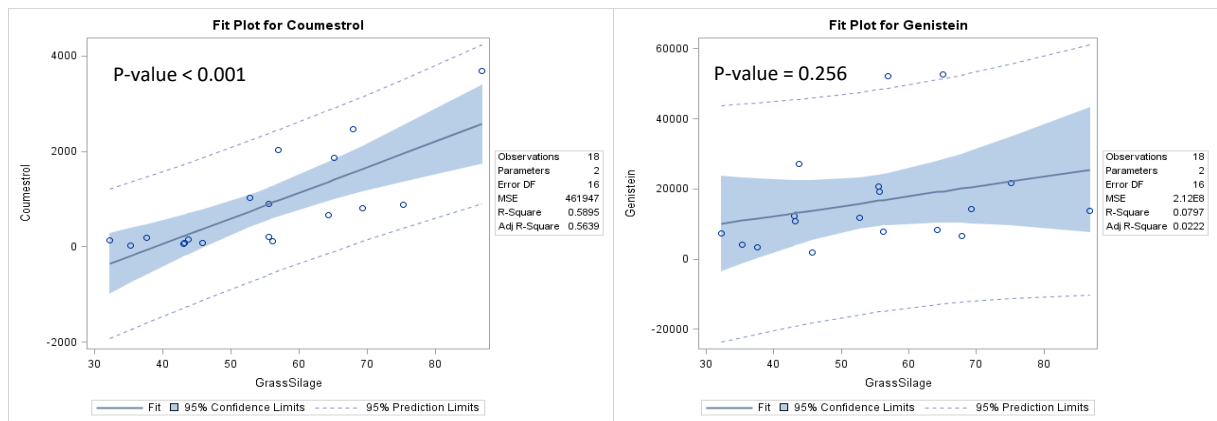 Fit Plot for Coumestrol
P-value < 0.001
4000
2000
0
-2000
Coumestrol
30 40 50 60 70 80
GrassSilage
Observations 18
Parameters 2
Error DF 16
MSE 461947
R-Square 0.5895
Adj R-Square 0.5639
Fit 95% Confidence Limits 95% Prediction Limits
Fit Plot for Genistein
P-value = 0.256
60000
40000
20000
0
-20000
Genistein
30 40 50 60 70 80
GrassSilage
Observations 18
Parameters 2
Error DF 16
MSE 2.12E8
R-Square 0.0797
Adj R-Square 0.0222
Fit 95% Confidence Limits 95% Prediction Limits